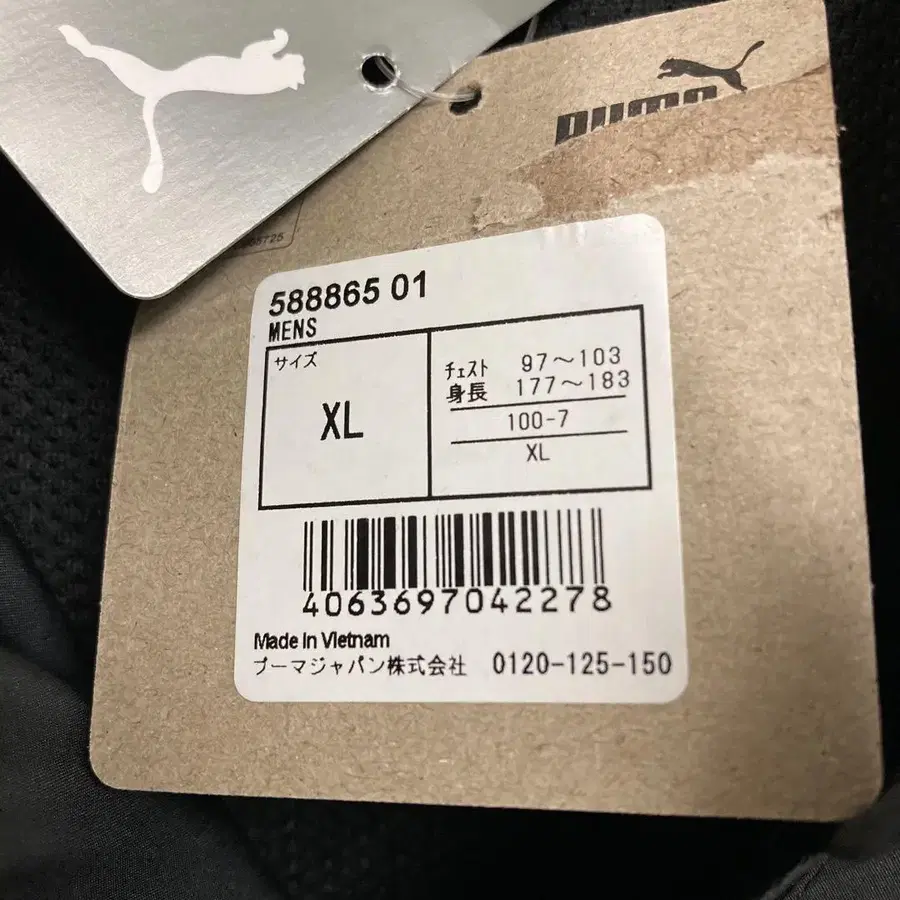 PUMA
588865 01
MENS
サイズ
XL
チェスト 97～103
身長 177～183
100-7
XL
4063697042278
Made in Vietnam
プーマジャパン株式会社 0120-125-150